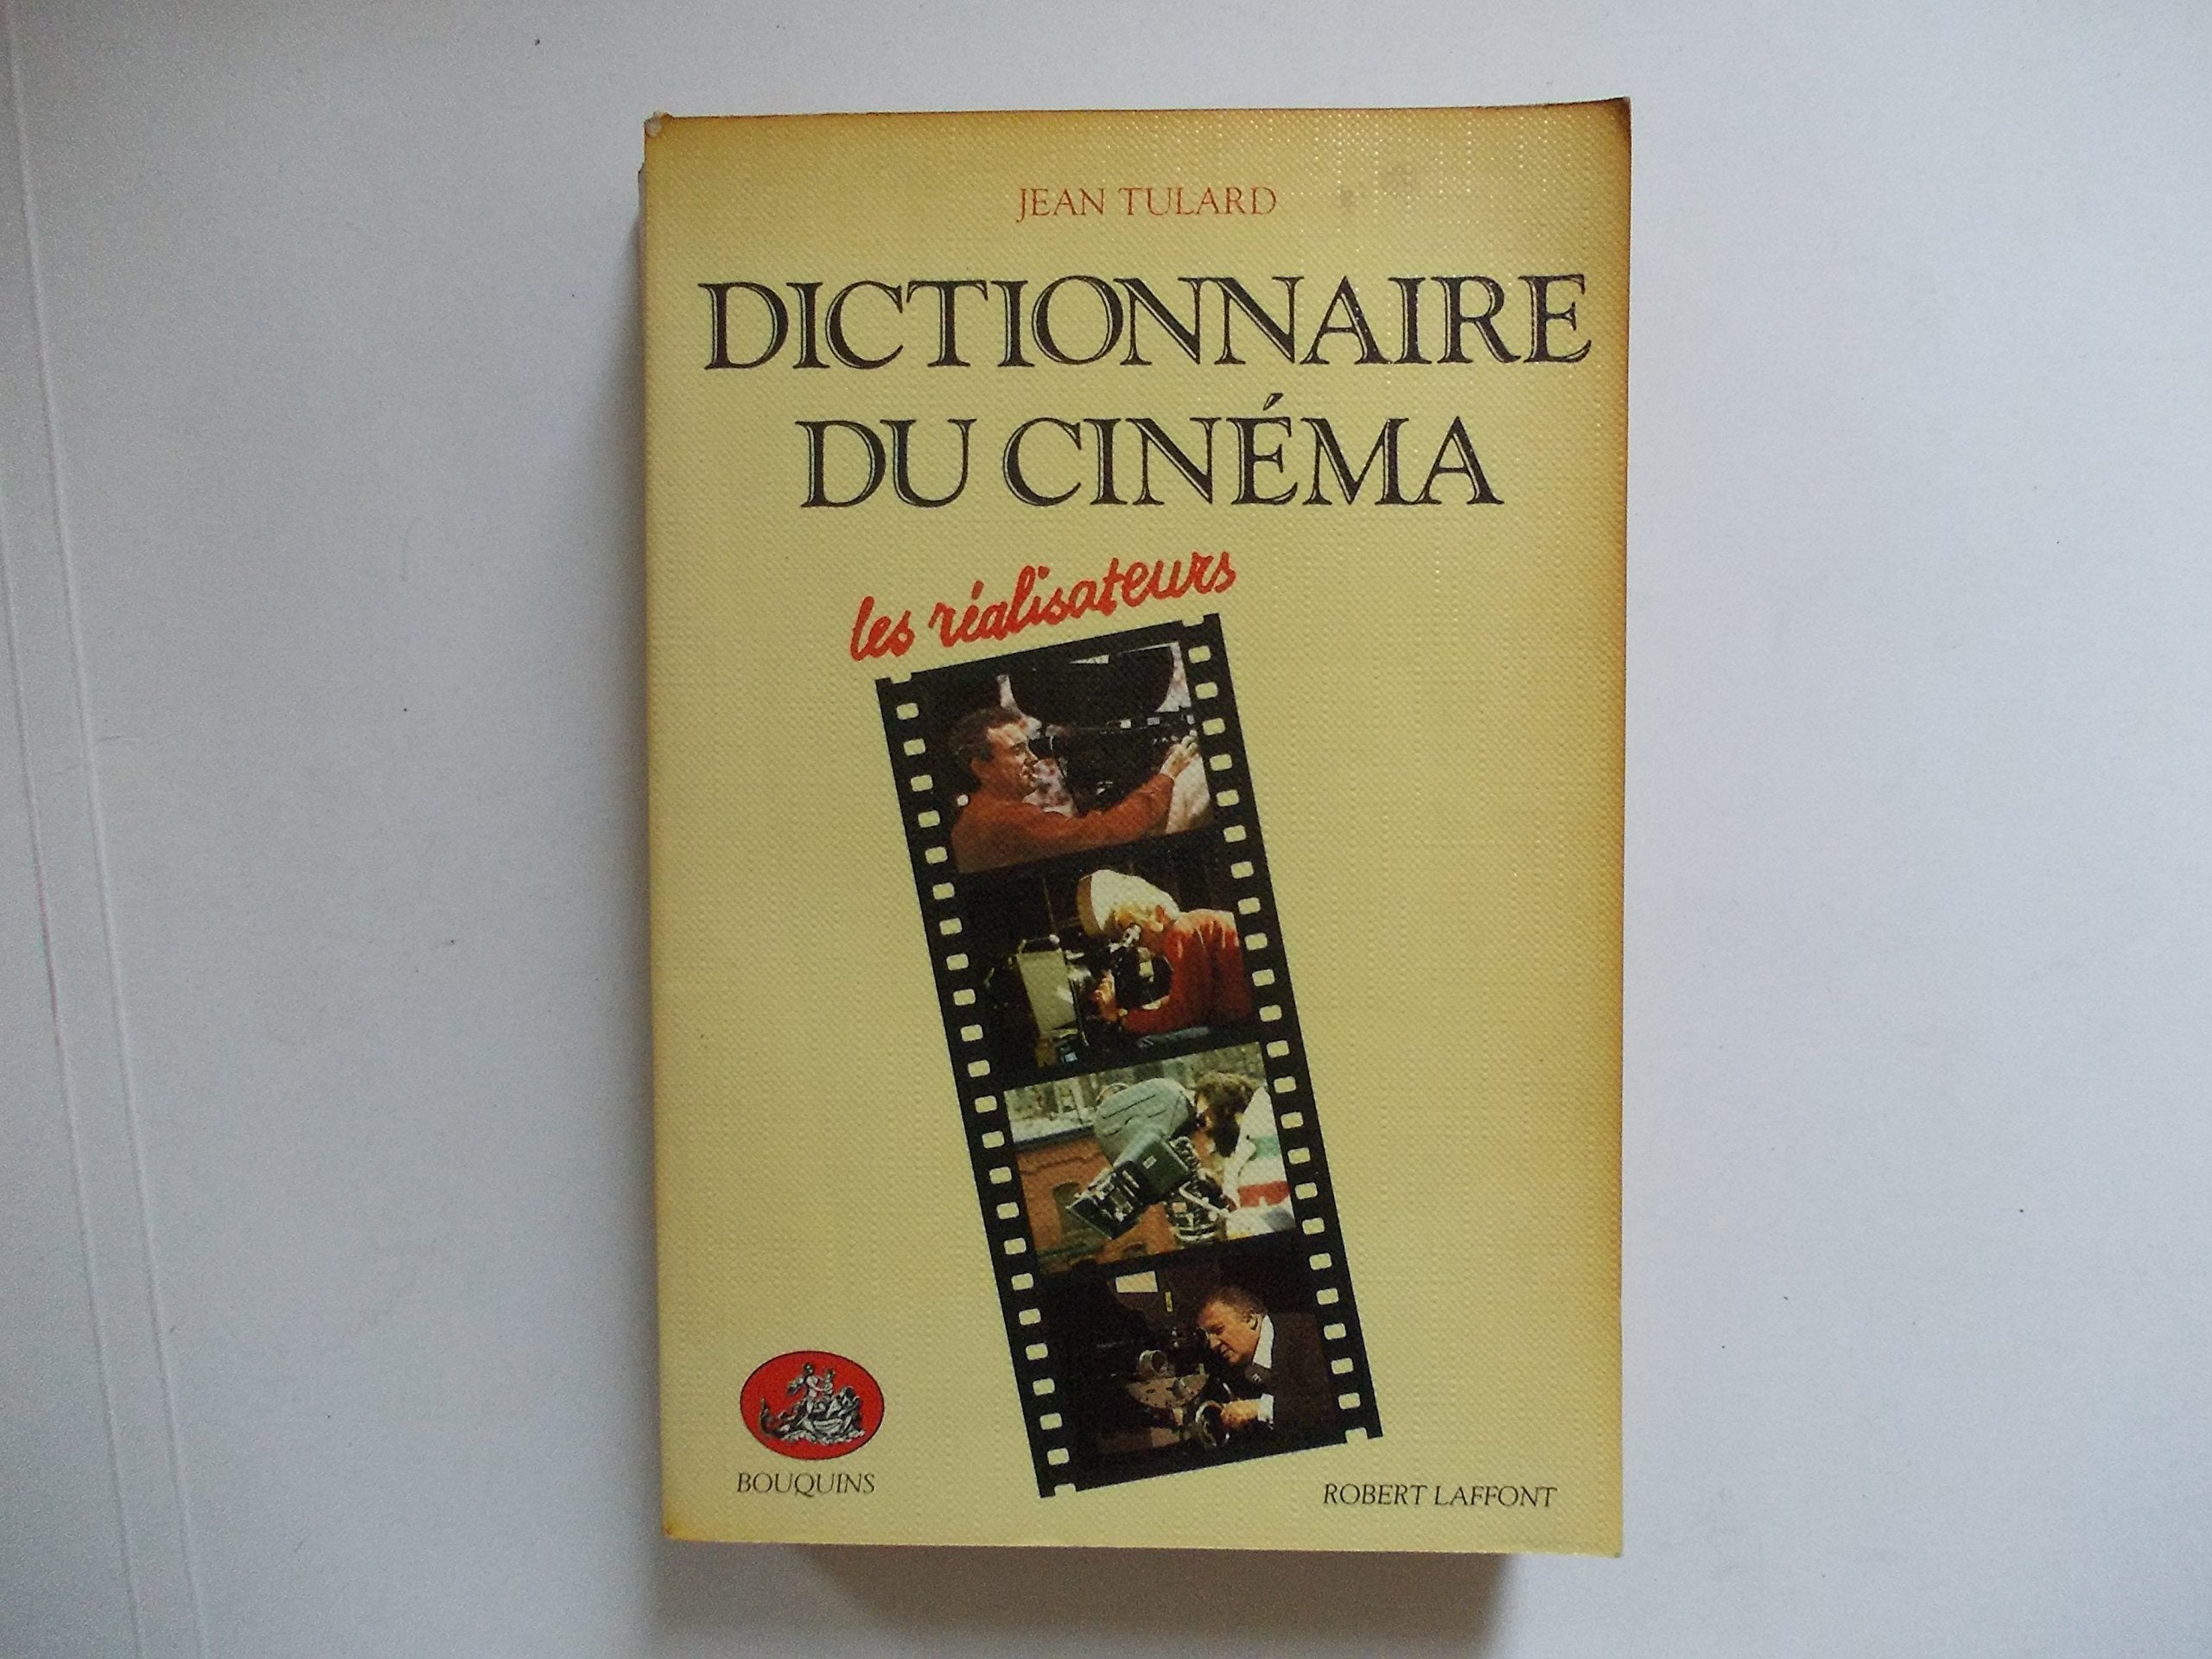 JEAN TULARD
DICTIONNAIRE
DU CINÉMA
les réalisateurs
BOUQUINS
ROBERT LAFFONT